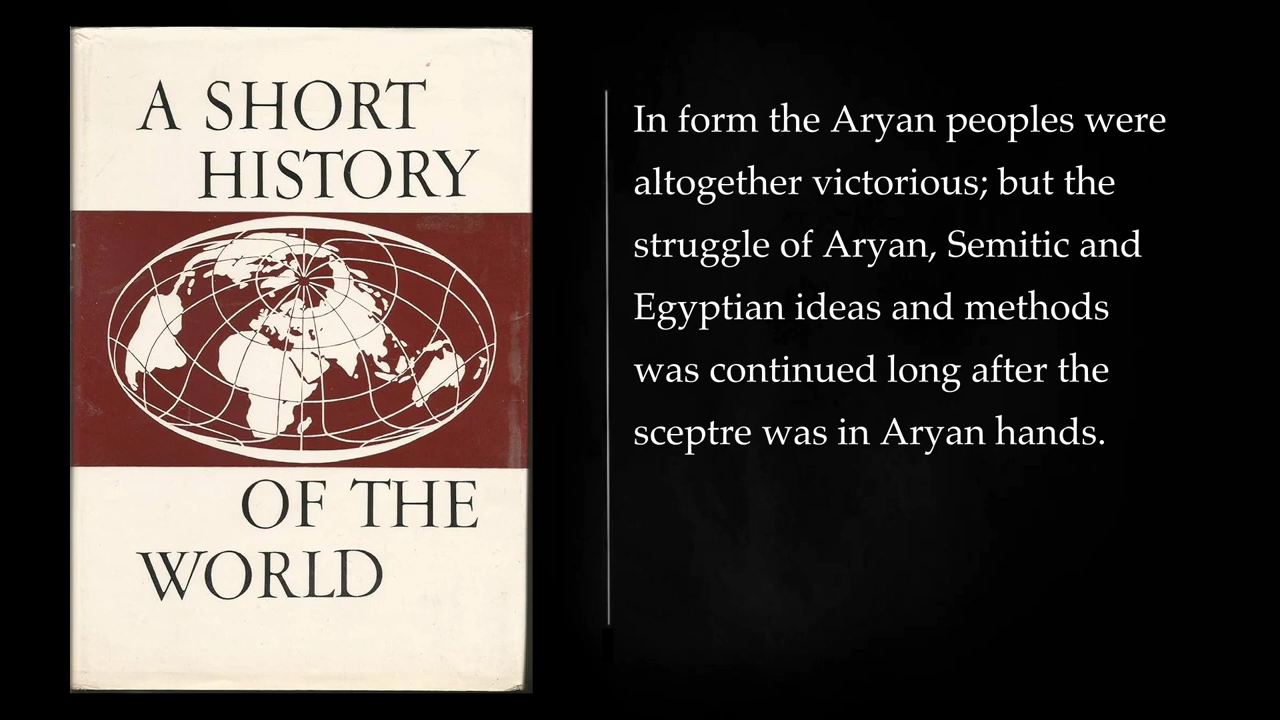 A SHORT
HISTORY
OF THE
WORLD
In form the Aryan peoples were
altogether victorious; but the
struggle of Aryan, Semitic and
Egyptian ideas and methods
was continued long after the
sceptre was in Aryan hands.